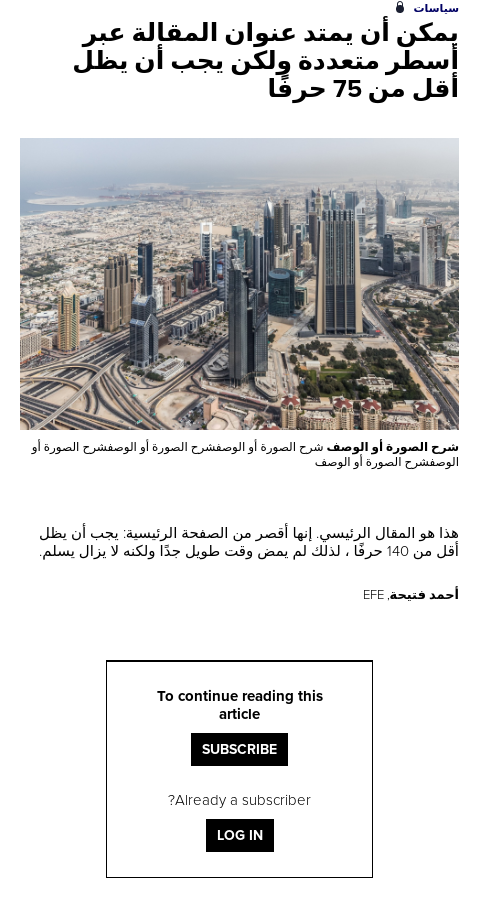 سياسات
يمكن أن يمتد عنوان المقالة عبر
أسطر متعددة ولكن يجب أن يظل
أقل من 75 حرفًا
شرح الصورة أو الوصف شرح الصورة أو الوصفشرح الصورة أو الوصفشرح الصورة أو
الوصفشرح الصورة أو الوصف
هذا هو المقال الرئيسي. إنها أقصر من الصفحة الرئيسية: يجب أن يظل
أقل من 140 حرفًا ، لذلك لم يمض وقت طويل جدًا ولكنه لا يزال يسلم.
أحمد فتيحة, EFE
To continue reading this
article
SUBSCRIBE
?Already a subscriber
LOG IN